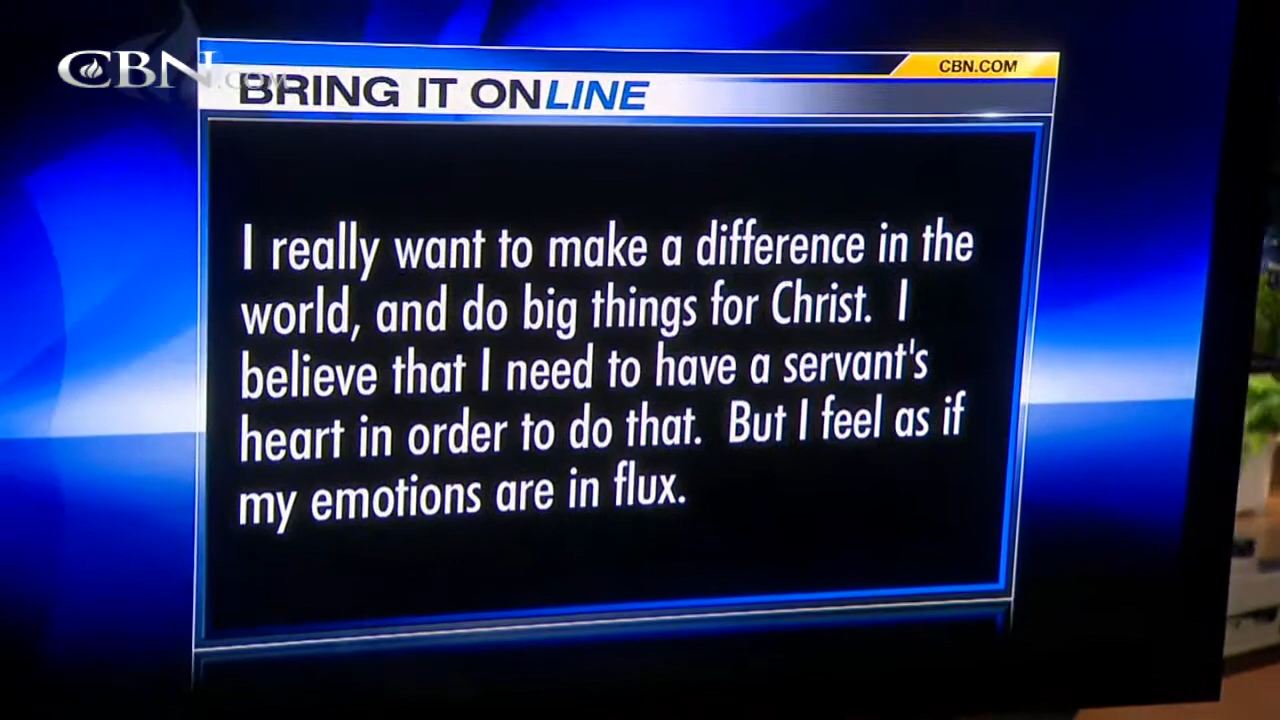 CBN.COM
CBN.COM
BRING IT ONLINE
I really want to make a difference in the
world, and do big things for Christ.  I
believe that I need to have a servant's
heart in order to do that.  But I feel as if
my emotions are in flux.